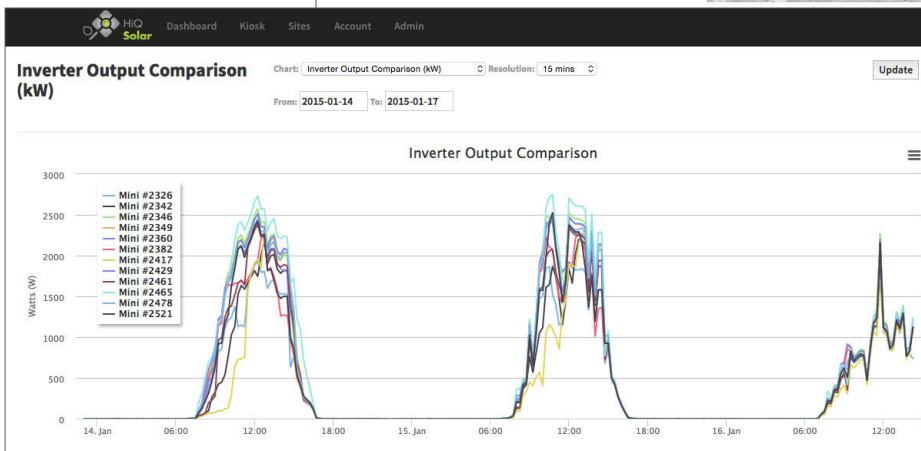 HiQ
Solar
Dashboard Kiosk Sites Account Admin
Inverter Output Comparison
(kW)
Chart: Inverter Output Comparison (kW) Resolution: 15 mins
Update
From: 2015-01-14 To: 2015-01-17
Inverter Output Comparison
Watts (W)
3000
2500
2000
1500
1000
500
0
Mini #2326
Mini #2342
Mini #2346
Mini #2349
Mini #2360
Mini #2382
Mini #2417
Mini #2429
Mini #2461
Mini #2465
Mini #2478
Mini #2521
14. Jan 06:00 12:00 18:00 15. Jan 06:00 12:00 18:00 16. Jan 06:00 12:00